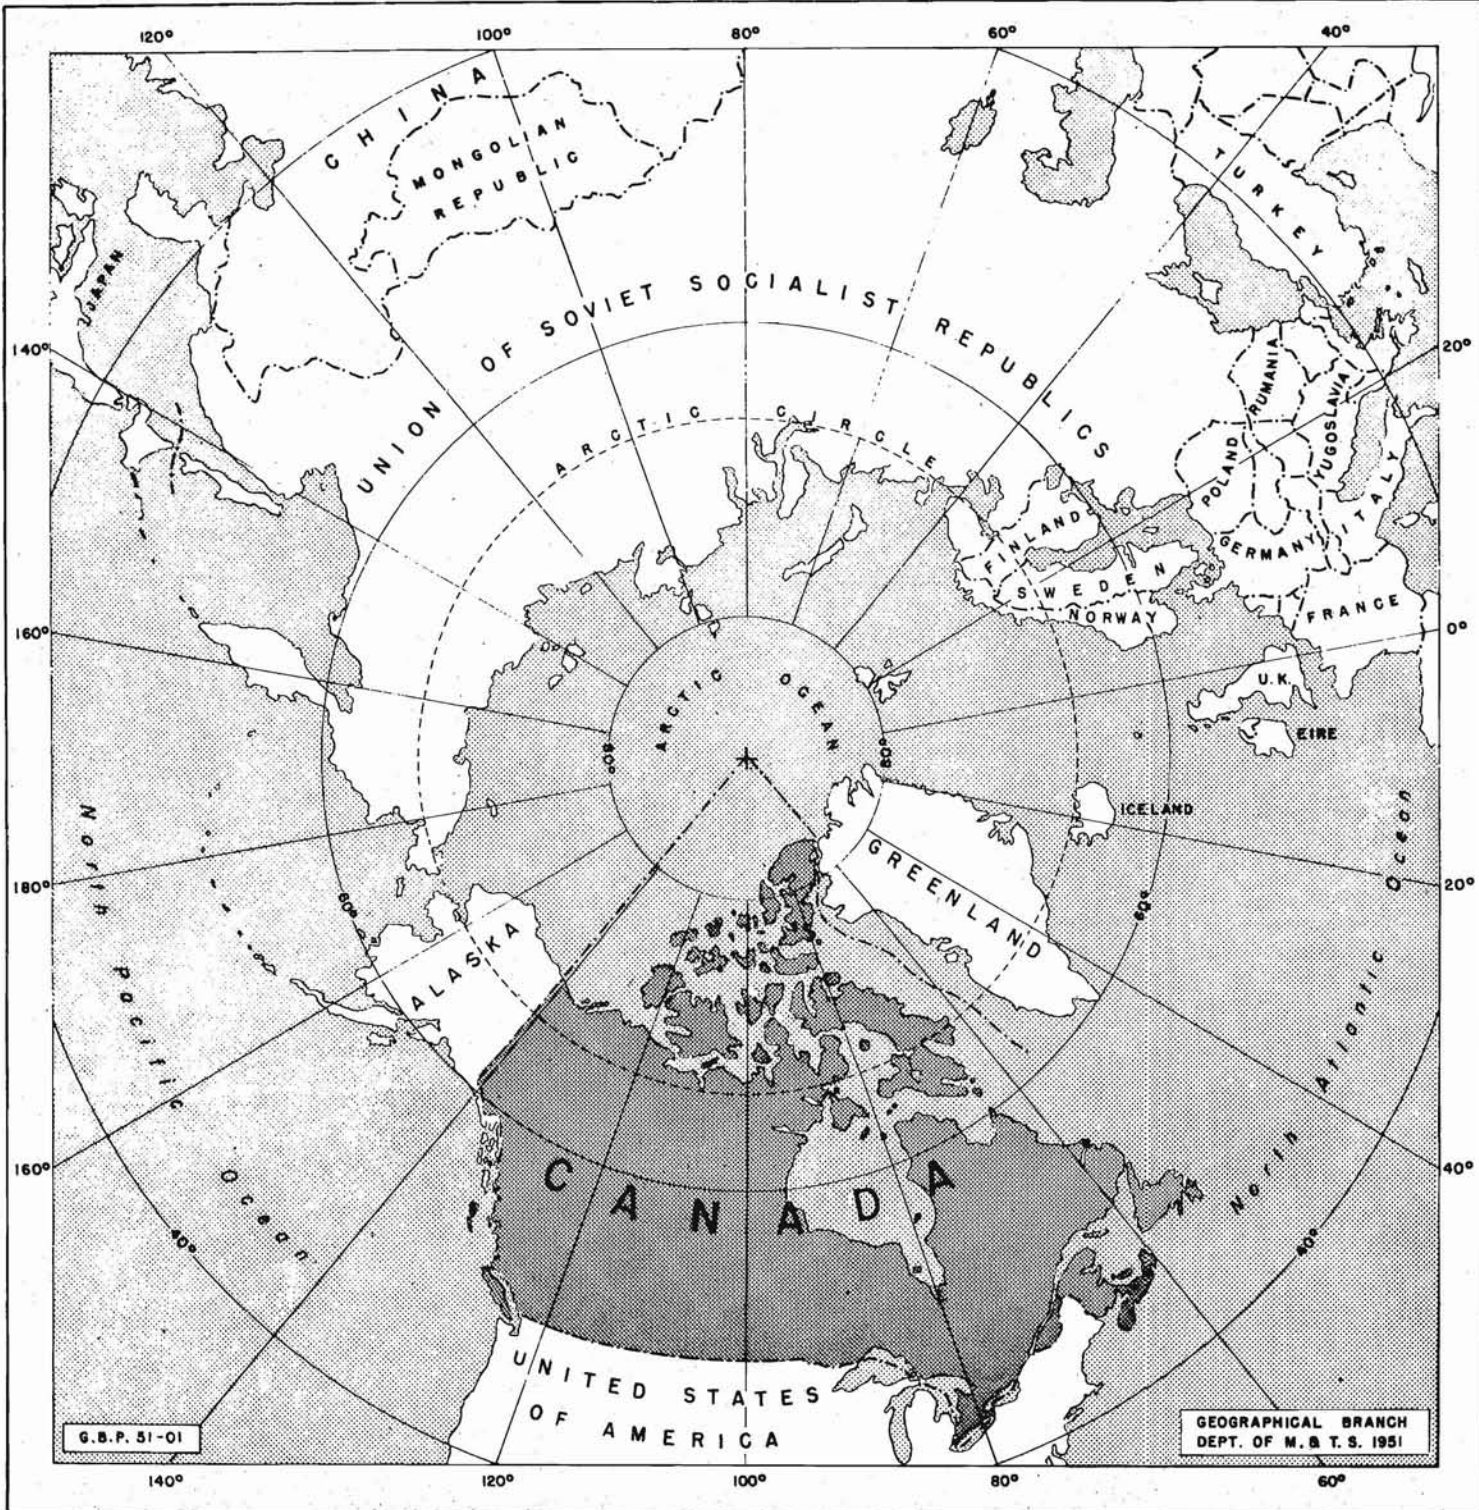 120° 100° 80° 60° 40°
CHINA
MONGOLIAN
REPUBLIC
TURKEY
JAPAN
UNION OF SOVIET SOCIALIST REPUBLICS
140°
20°
RUMANIA
YUGOSLAVIA
ARCTIC CIRCLE
POLAND
ITALY
FINLAND
GERMANY
SWEDEN
NORWAY
FRANCE
160°
0°
U.K.
ARCTIC OCEAN
EIRE
80°
80°
ICELAND
GREENLAND
180°
20°
60°
60°
ALASKA
North Pacific Ocean
North Atlantic Ocean
160°
40°
CANADA
40°
40°
UNITED STATES
OF AMERICA
G.B.P. 51-01
GEOGRAPHICAL BRANCH
DEPT. OF M. & T. S. 1951
140° 120° 100° 80° 60°